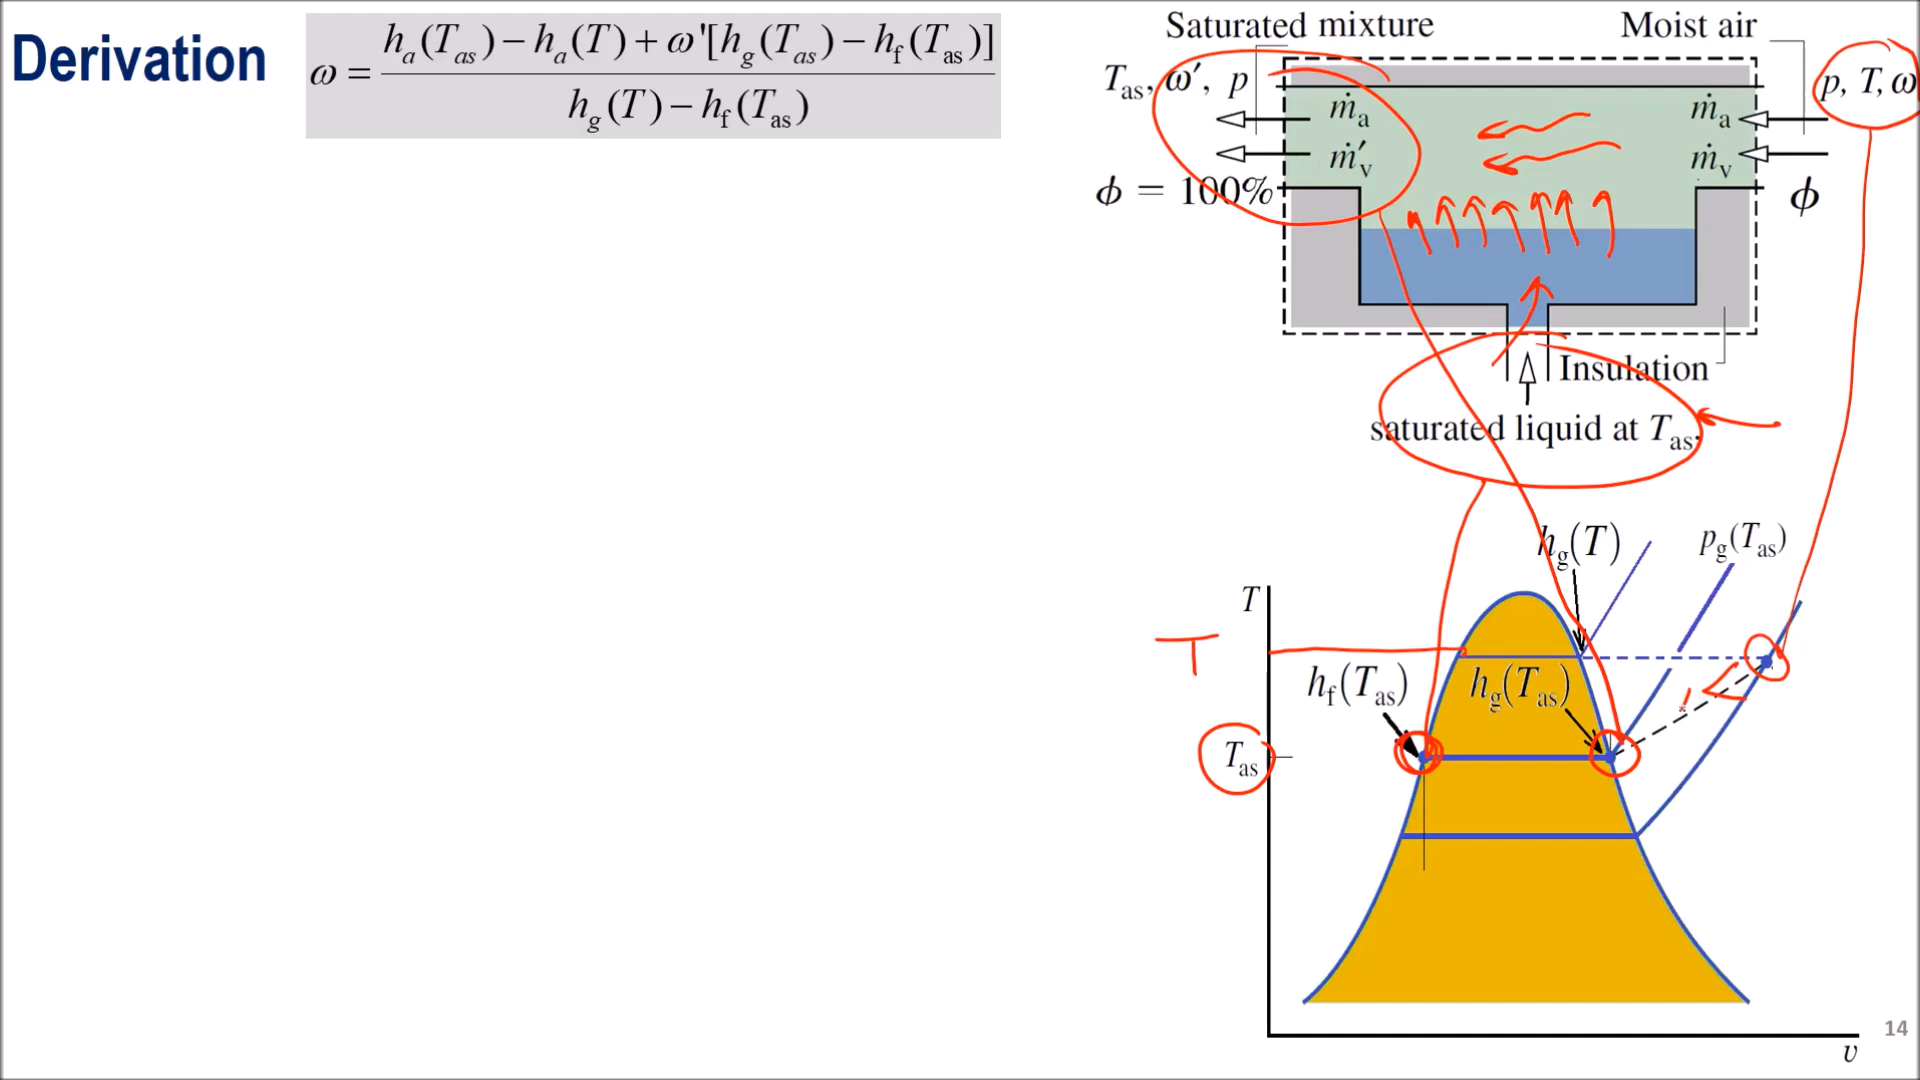 Derivation
ω = h_a(T_as) − h_a(T) + ω'[h_g(T_as) − h_f(T_as)] / h_g(T) − h_f(T_as)
Saturated mixture
Moist air
T_as, ω′, p
p, T, ω
ṁ_a
ṁ_a
ṁ′_v
ṁ_v
ϕ = 100%
ϕ
Insulation
saturated liquid at T_as.
h_g(T)
p_g(T_as)
T
T
h_f(T_as)
h_g(T_as)
T_as
14
v